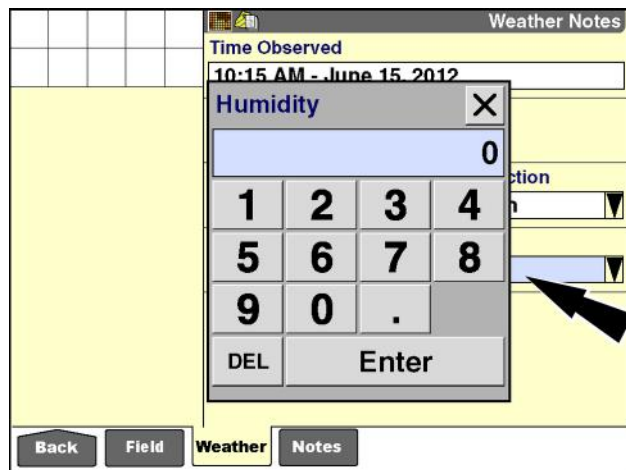 Weather Notes
Time Observed
10:15 AM - June 15, 2012
Humidity
0
ction
1 2 3 4
5 6 7 8
9 0 .
DEL Enter
Back Field Weather Notes